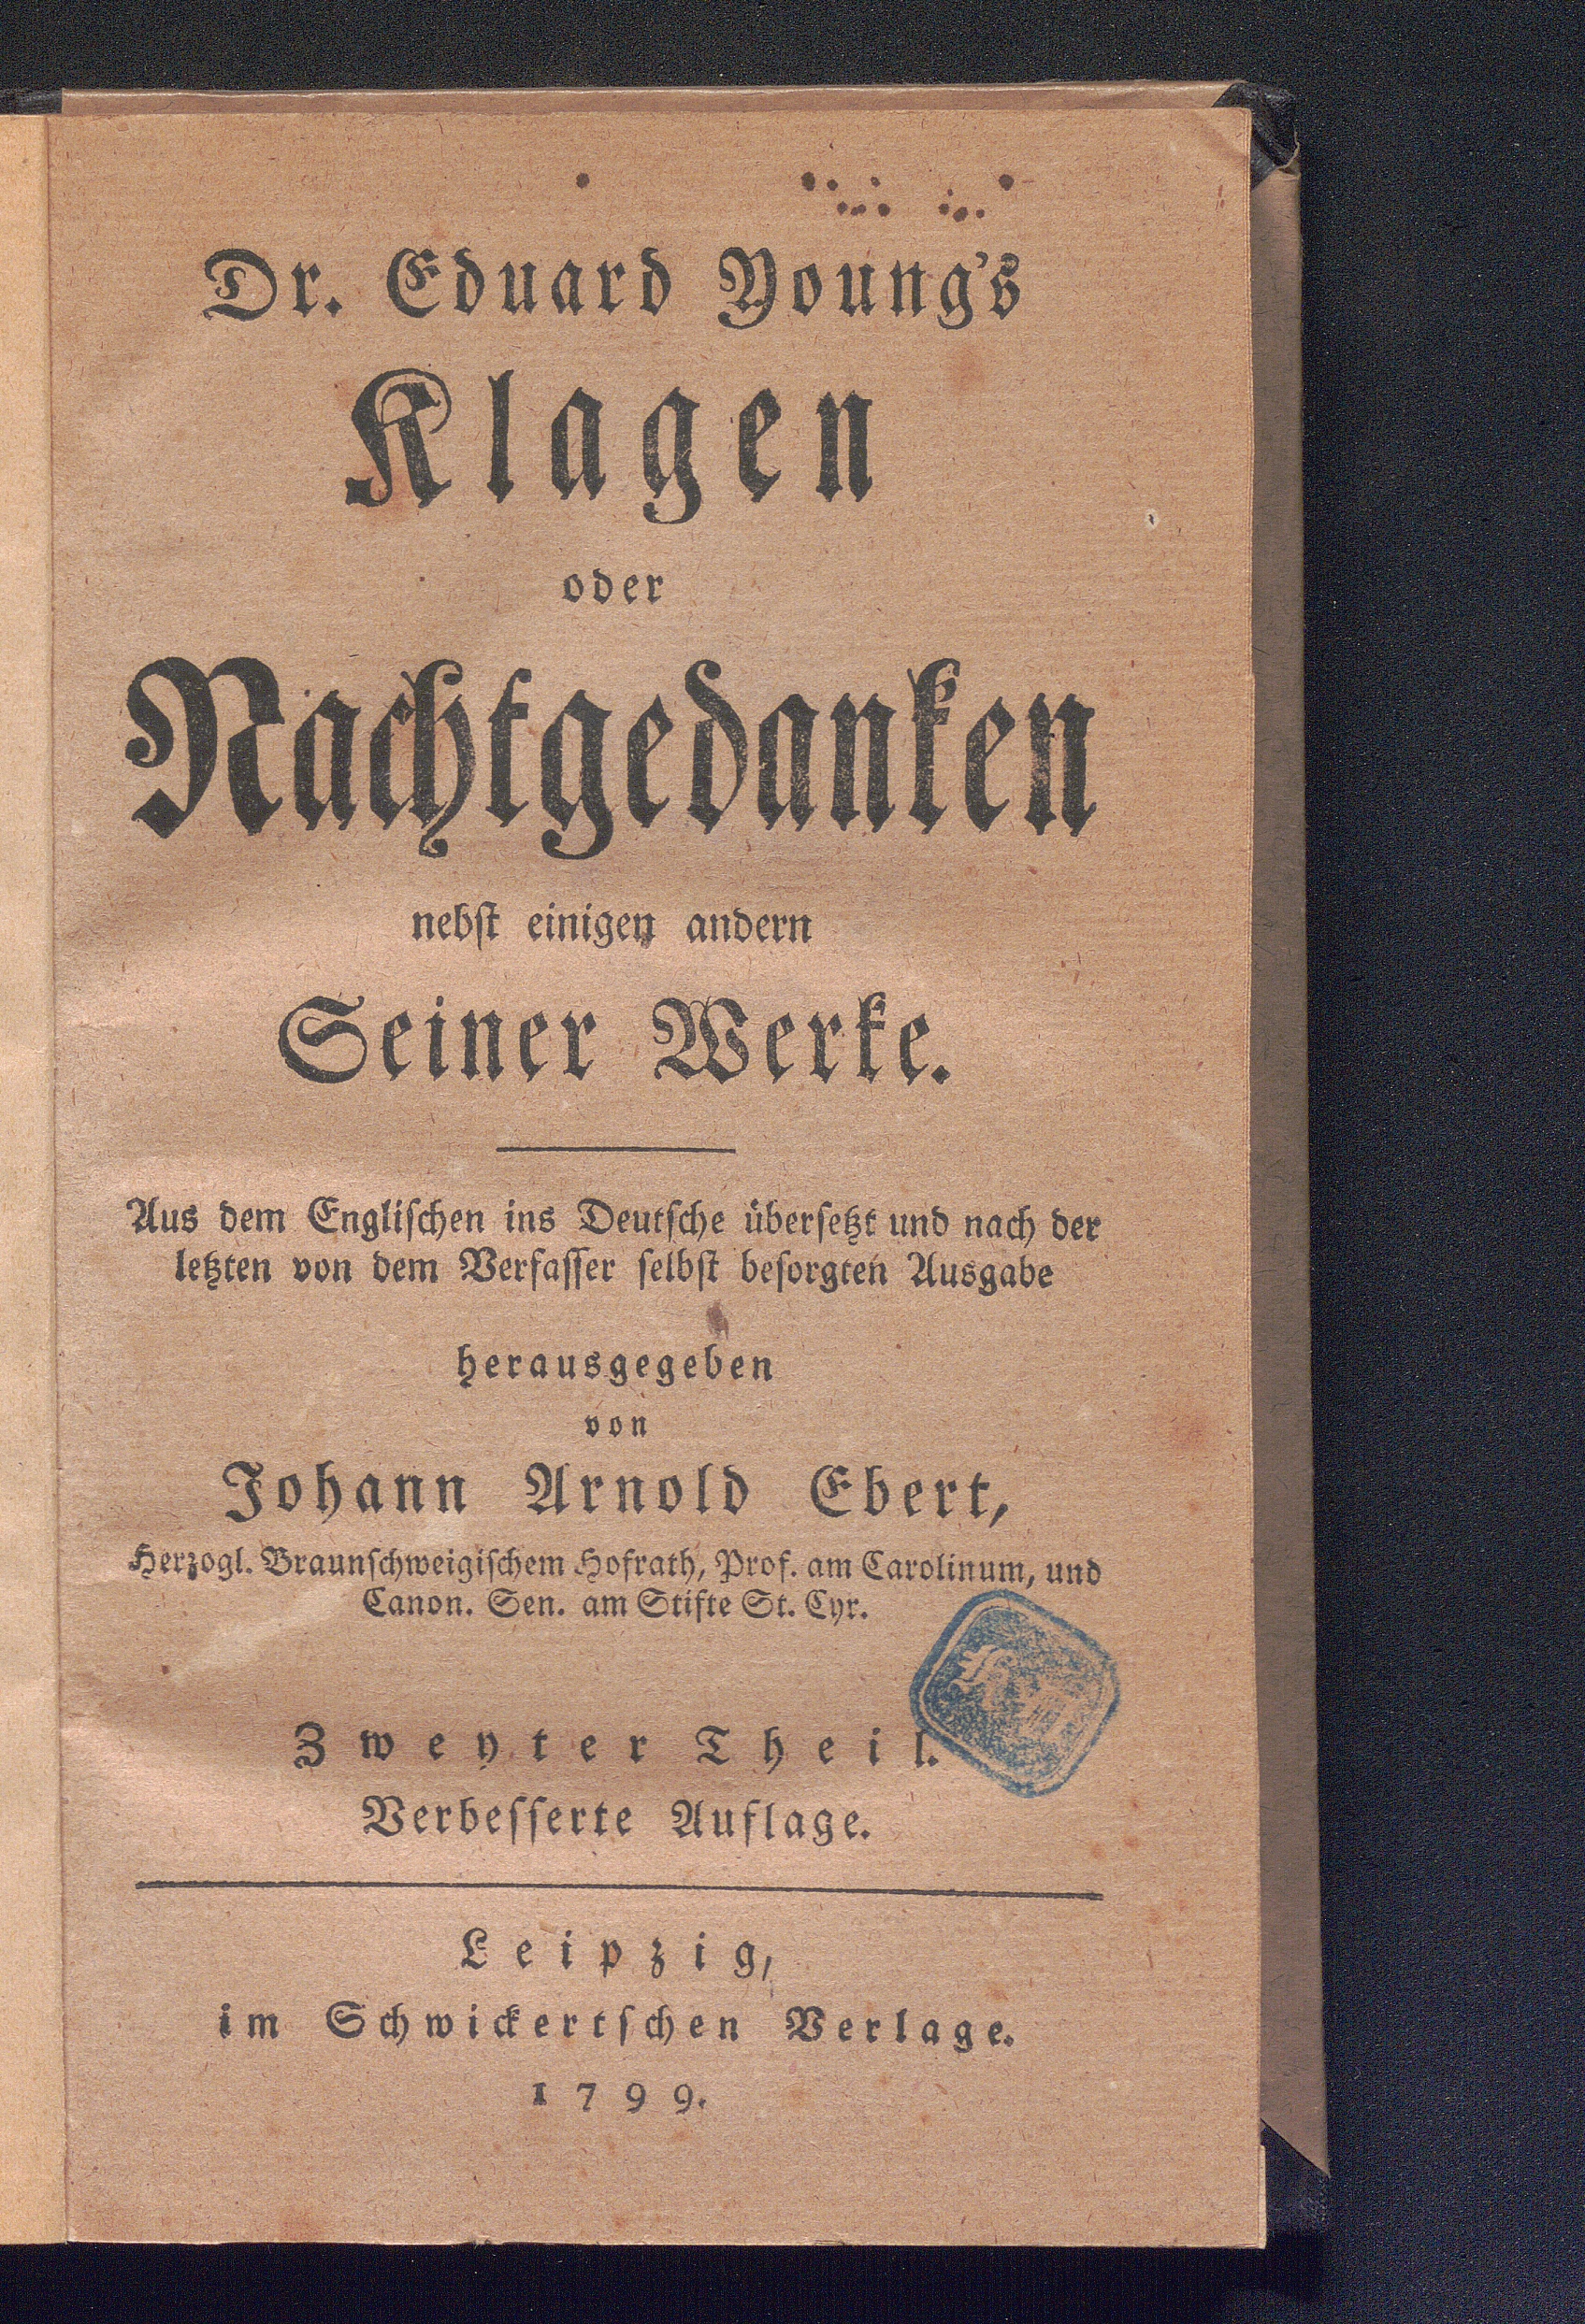 Dr. Eduard Young's
Klagen
oder
Nachtgedanken
nebſt einigen andern
Seiner Werke.
Aus dem Engliſchen ins Deutſche überſetzt und nach der
letzten von dem Verfaſſer ſelbſt beſorgten Ausgabe
herausgegeben
von
Johann Arnold Ebert,
Herzogl. Braunſchweigiſchem Hofrath, Prof. am Carolinum, und
Canon. Sen. am Stifte St. Cyr.
Zweyter Theil.
Verbeſſerte Auflage.
Leipzig,
im Schwickertſchen Verlage.
1799.